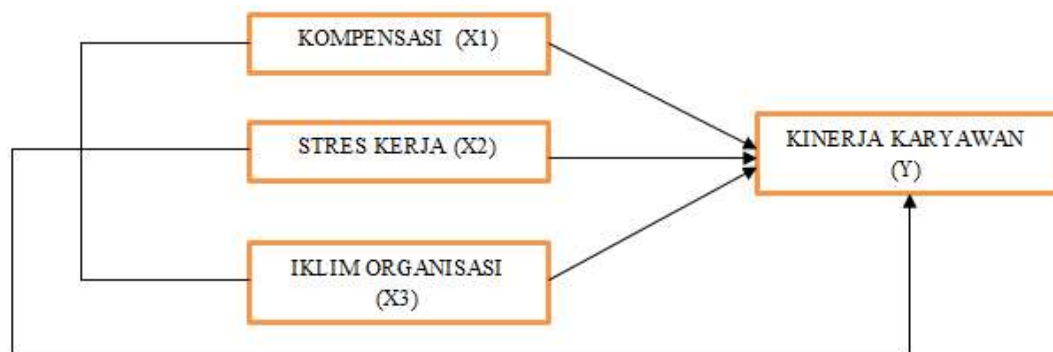 KOMPENSASI (X1)
STRES KERJA (X2)
KINERJA KARYAWAN
(Y)
IKLIM ORGANISASI
(X3)